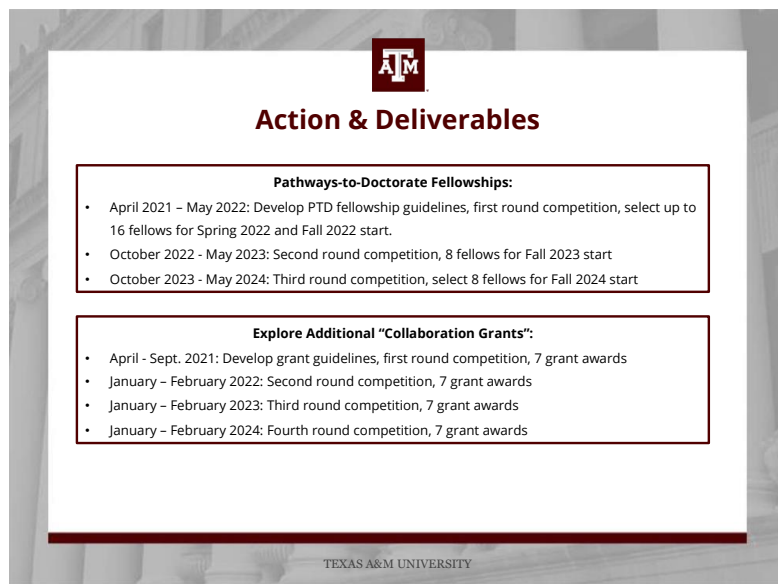 ATM
Action & Deliverables
Pathways-to-Doctorate Fellowships:
• April 2021 – May 2022: Develop PTD fellowship guidelines, first round competition, select up to
16 fellows for Spring 2022 and Fall 2022 start.
• October 2022 - May 2023: Second round competition, 8 fellows for Fall 2023 start
• October 2023 - May 2024: Third round competition, select 8 fellows for Fall 2024 start
Explore Additional “Collaboration Grants”:
• April - Sept. 2021: Develop grant guidelines, first round competition, 7 grant awards
• January – February 2022: Second round competition, 7 grant awards
• January – February 2023: Third round competition, 7 grant awards
• January – February 2024: Fourth round competition, 7 grant awards
TEXAS A&M UNIVERSITY